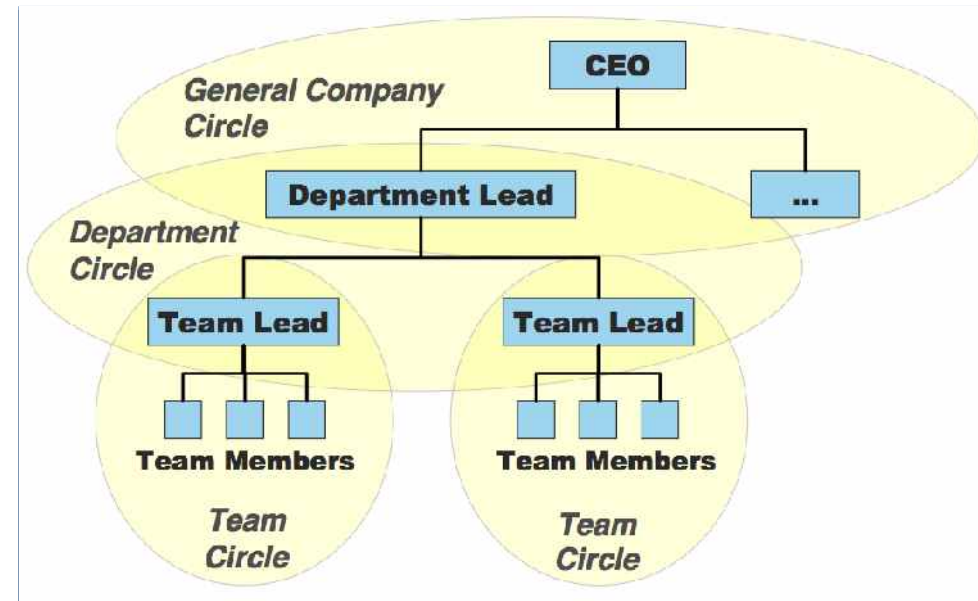 CEO
General Company
Circle
Department Lead
...
Department
Circle
Team Lead
Team Lead
Team Members
Team Members
Team
Circle
Team
Circle